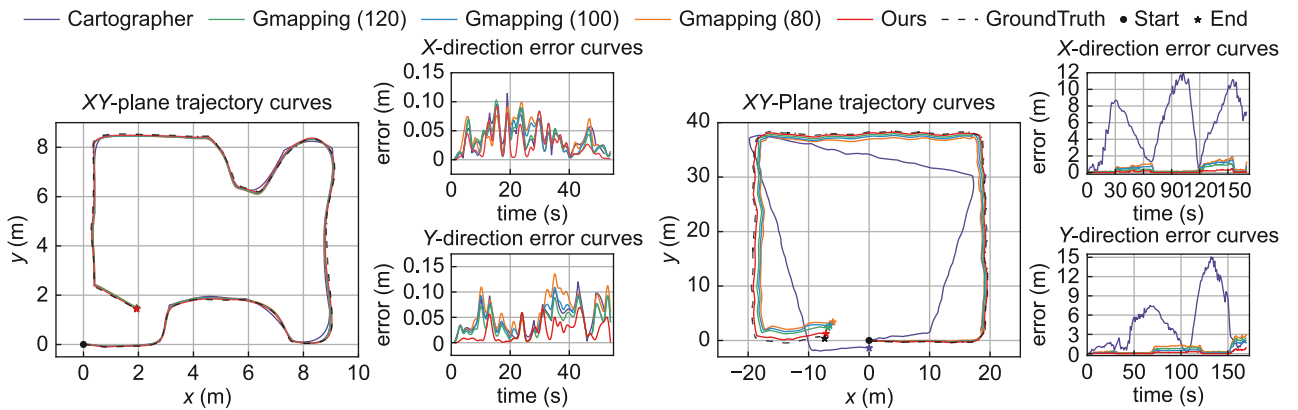 Cartographer Gmapping (120) Gmapping (100) Gmapping (80) Ours GroundTruth Start End
XY-plane trajectory curves
y (m)
8
6
4
2
0
0 2 4 6 8 10
x (m)
X-direction error curves
error (m)
0.15
0.10
0.05
0
0 20 40
time (s)
Y-direction error curves
error (m)
0.15
0.10
0.05
0
0 20 40
time (s)
XY-Plane trajectory curves
y (m)
40
30
20
10
0
−20 −10 0 10 20
x (m)
X-direction error curves
error (m)
12
10
8
6
4
2
0
0 30 60 90 120 150
time (s)
Y-direction error curves
error (m)
15
12
9
6
3
0
0 50 100 150
time (s)